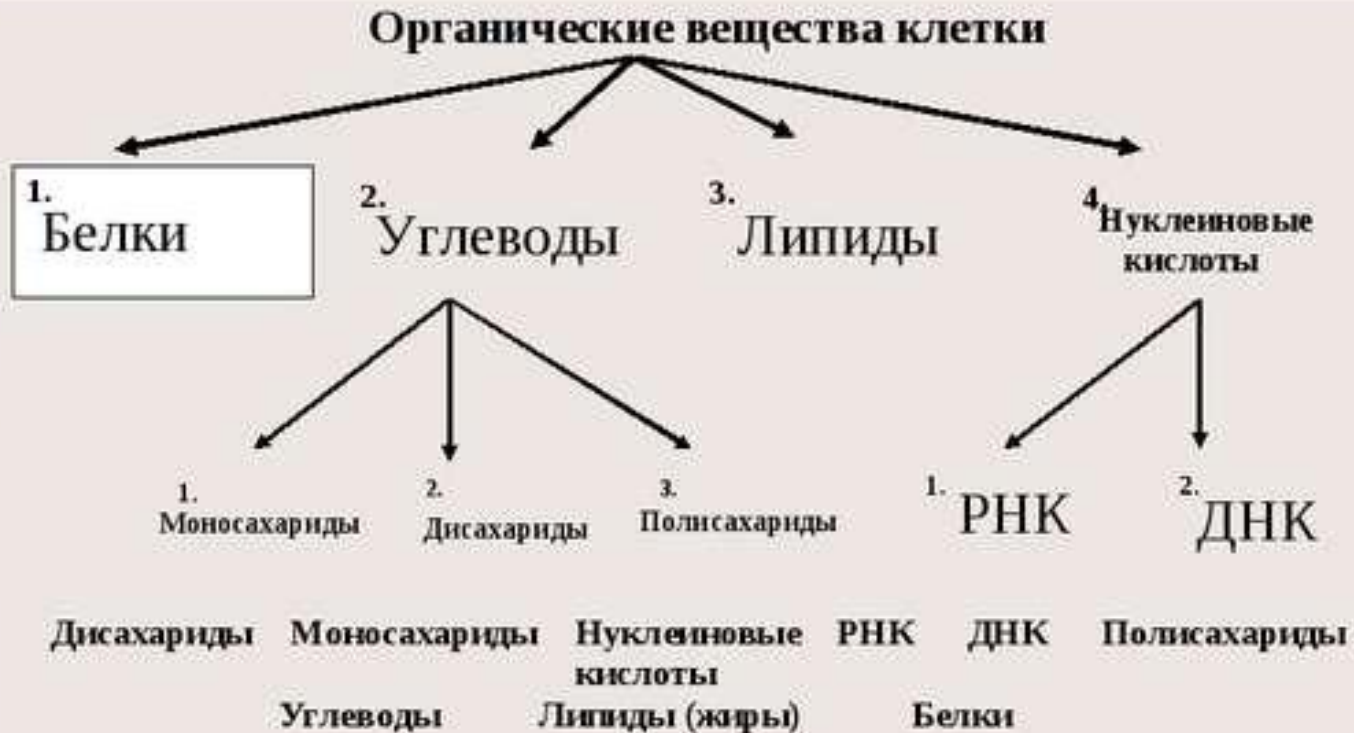 Органические вещества клетки
1. Белки
2. Углеводы
3. Липиды
4. Нуклеиновые
кислоты
1. Моносахариды
2. Дисахариды
3. Полисахариды
1. РНК
2. ДНК
Дисахариды Моносахариды Нуклеиновые РНК ДНК Полисахариды
кислоты
Углеводы Липиды (жиры) Белки